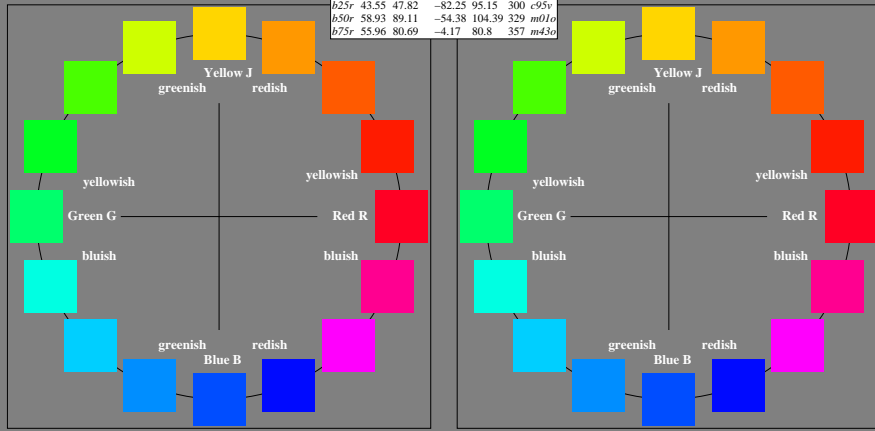 b25r 43.55 47.82 −82.25 95.15 300 c95v
b50r 58.93 89.11 −54.38 104.39 329 m01o
b75r 55.96 80.69 −4.17 80.8 357 m43o
Yellow J
greenish redish
yellowish
yellowish
Green G
Red R
bluish
bluish
greenish redish
Blue B
Yellow J
greenish redish
yellowish
yellowish
Green G
Red R
bluish
bluish
greenish redish
Blue B